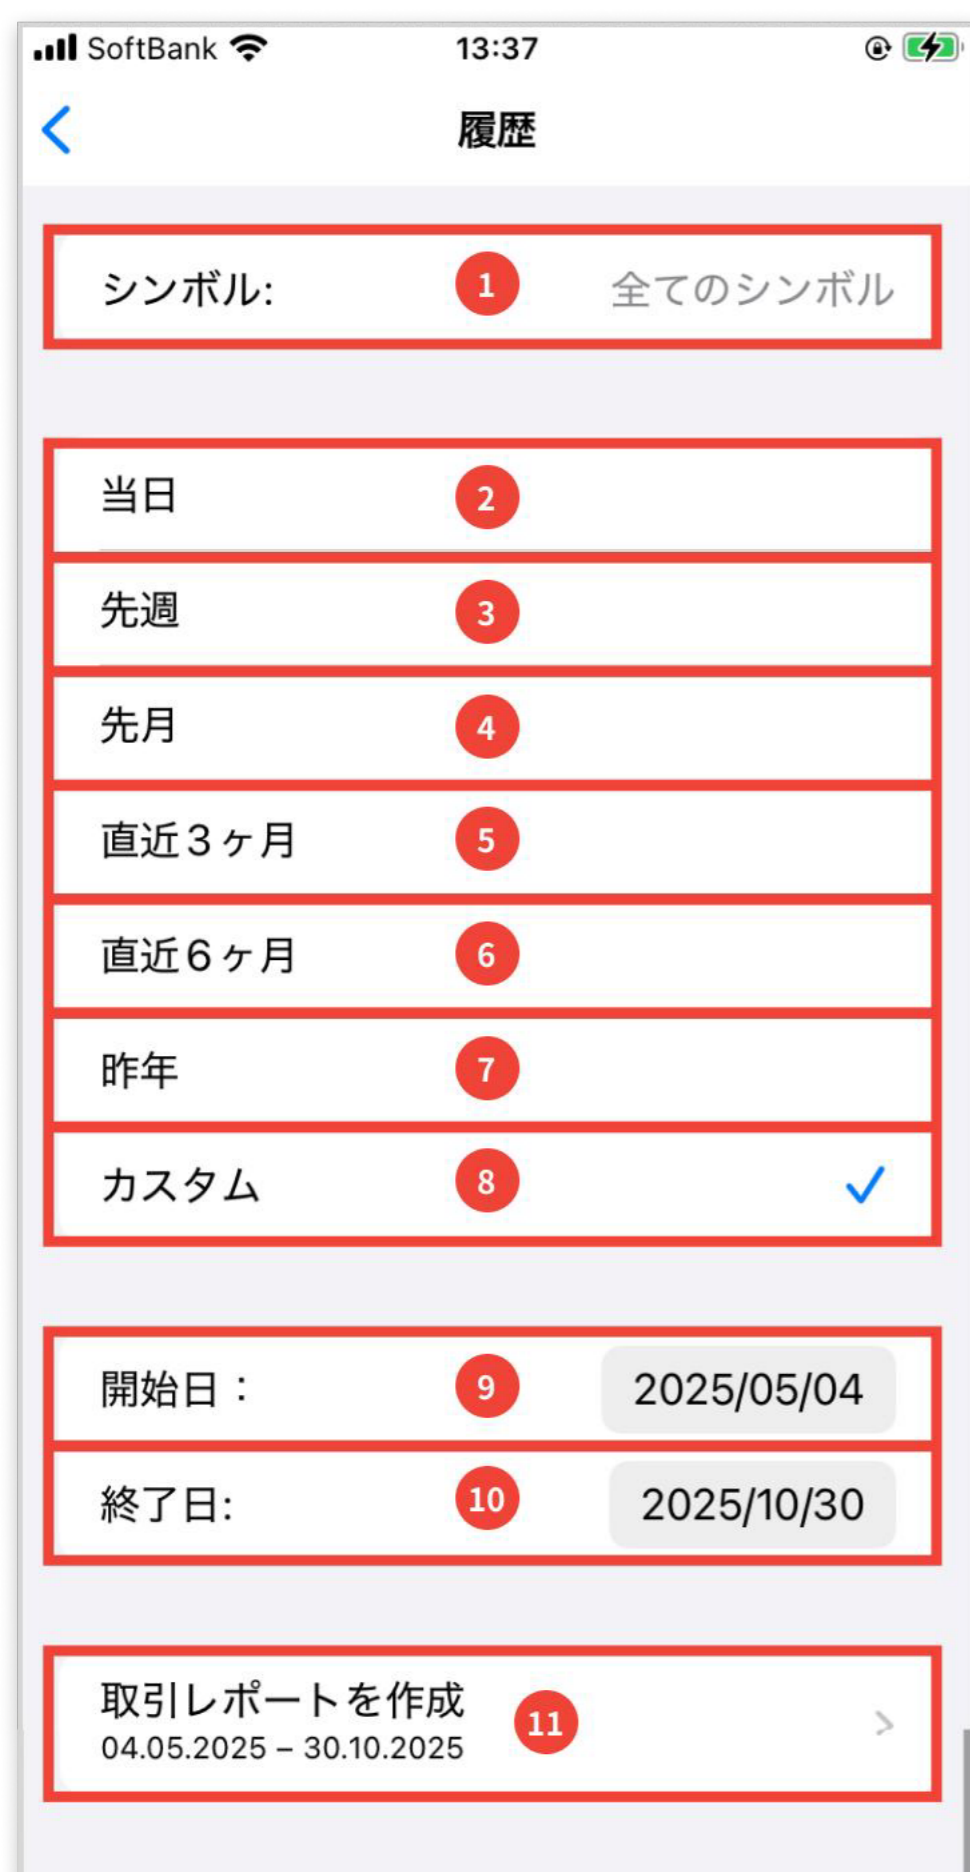 SoftBank 13:37
履歴
シンボル: 1 全てのシンボル
当日 2
先週 3
先月 4
直近3ヶ月 5
直近6ヶ月 6
昨年 7
カスタム 8
開始日： 9 2025/05/04
終了日: 10 2025/10/30
取引レポートを作成 11
04.05.2025 – 30.10.2025